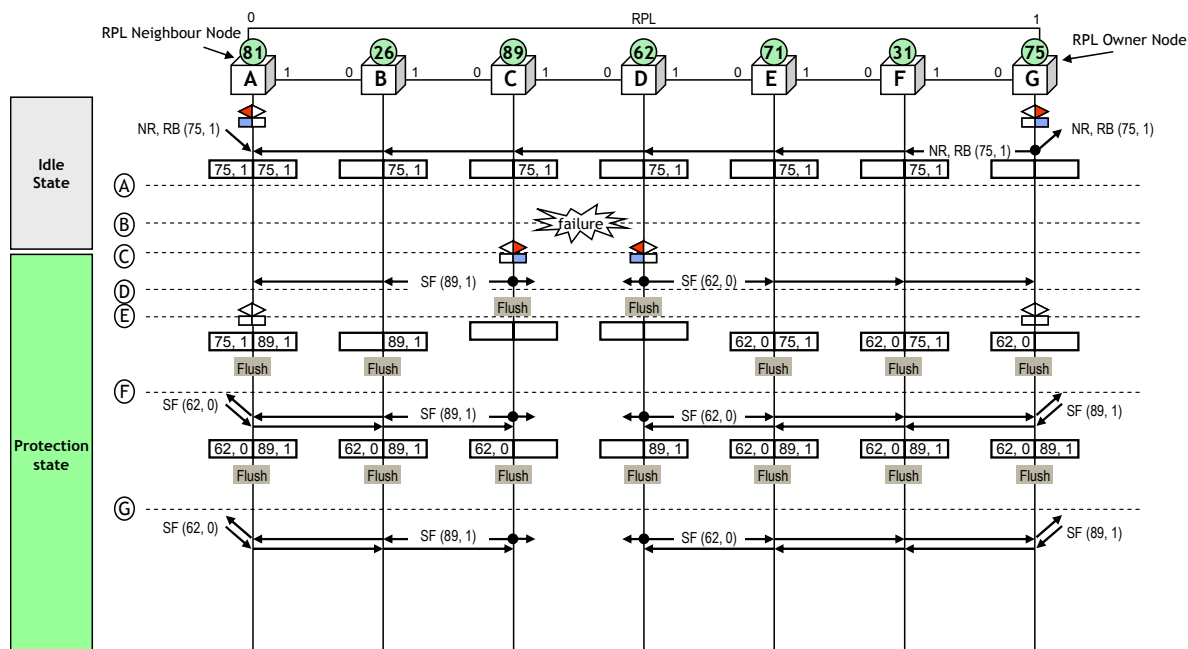 0 RPL 1
RPL Neighbour Node
RPL Owner Node
81 26 89 62 71 31 75
A 1 0 B 1 0 C 1 0 D 1 0 E 1 0 F 1 0 G
NR, RB (75, 1)
NR, RB (75, 1)
NR, RB (75, 1)
Idle
State
75, 1 75, 1 75, 1 75, 1 75, 1 75, 1 75, 1
A
B
failure
C
SF (89, 1) SF (62, 0)
D
Flush Flush
E
75, 1 89, 1 89, 1 62, 0 75, 1 62, 0 75, 1 62, 0
Flush Flush Flush Flush Flush
F
SF (62, 0) SF (89, 1) SF (62, 0) SF (89, 1)
Protection
state
62, 0 89, 1 62, 0 89, 1 62, 0 89, 1 62, 0 89, 1 62, 0 89, 1 62, 0 89, 1
Flush Flush Flush Flush Flush Flush Flush
G
SF (62, 0) SF (89, 1) SF (62, 0) SF (89, 1)